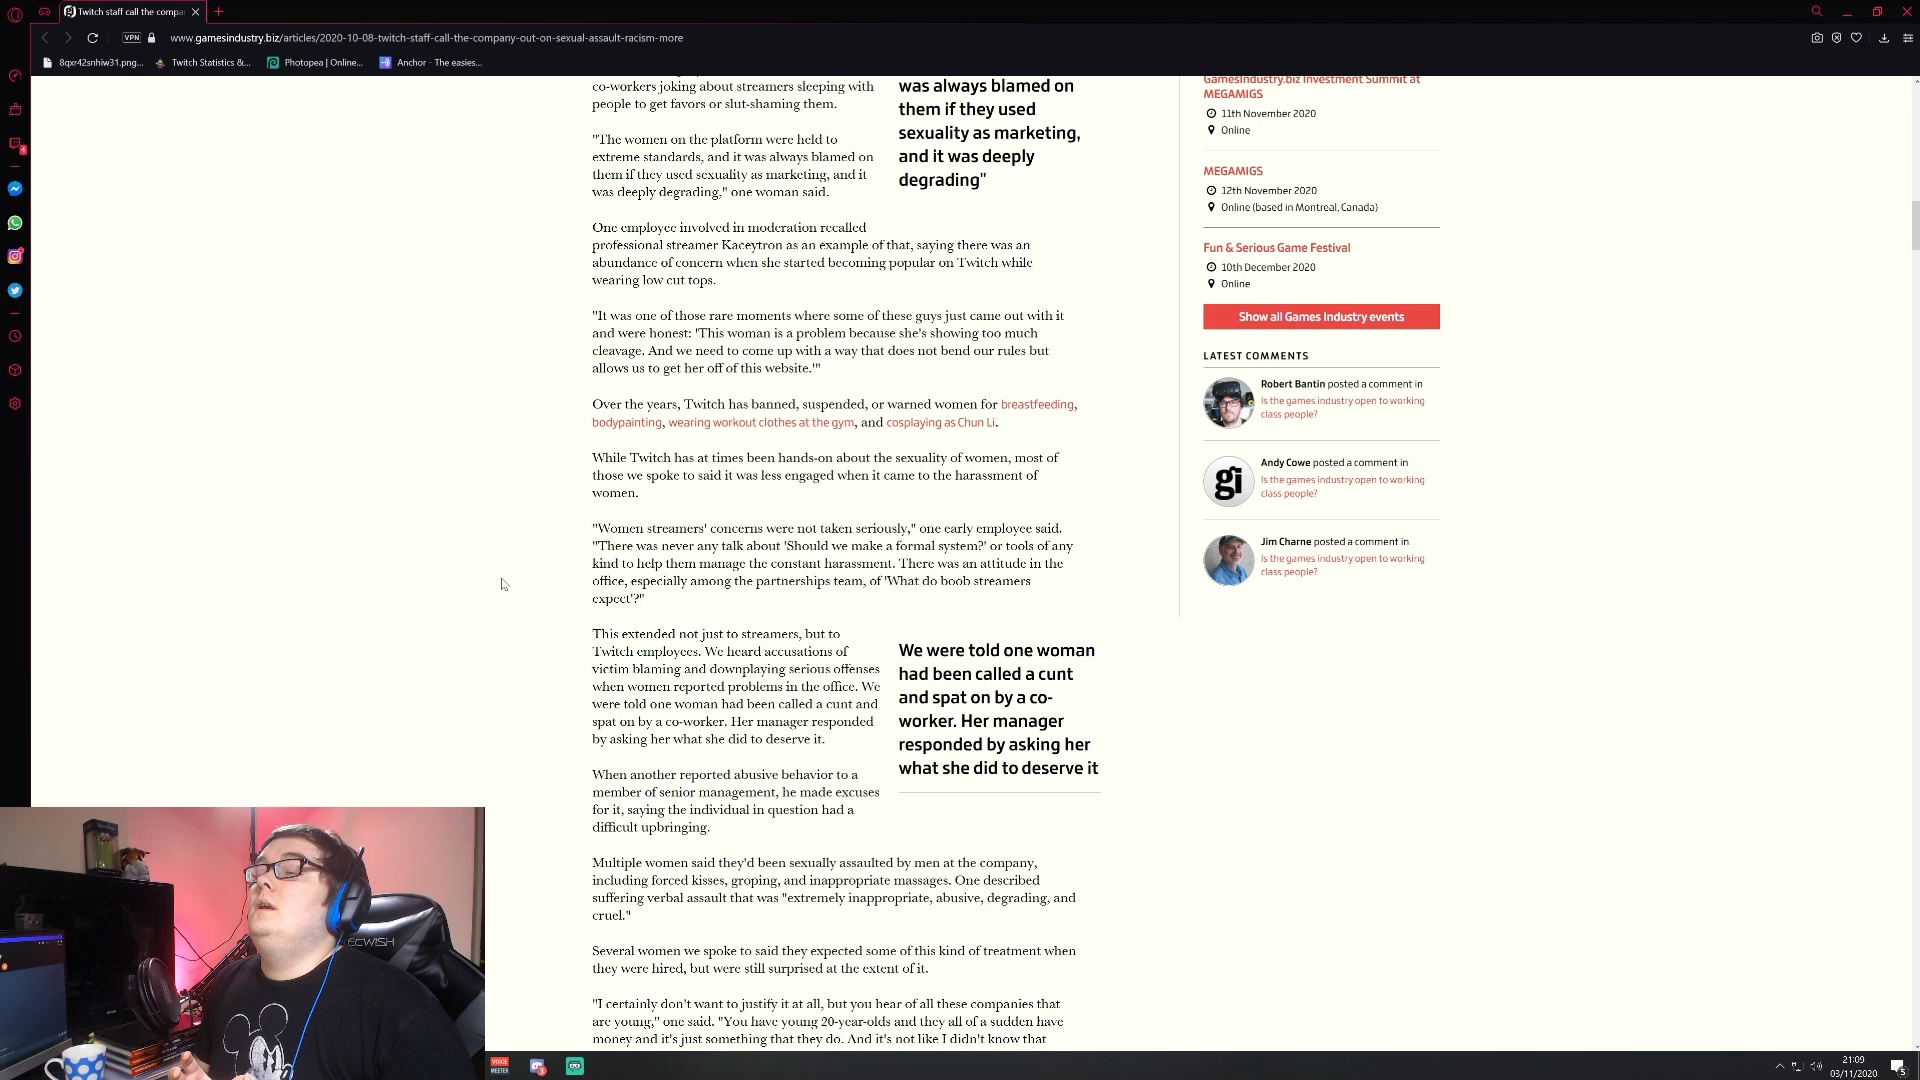 Twitch staff call the compa
VPN
www.gamesindustry.biz/articles/2020-10-08-twitch-staff-call-the-company-out-on-sexual-assault-racism-more
8qxr42snhiw31.png...
Twitch Statistics &...
Photopea | Online...
Anchor - The easies...
co-workers joking about streamers sleeping with
people to get favors or slut-shaming them.
"The women on the platform were held to
extreme standards, and it was always blamed on
them if they used sexuality as marketing, and it
was deeply degrading," one woman said.
was always blamed on
them if they used
sexuality as marketing,
and it was deeply
degrading"
One employee involved in moderation recalled
professional streamer Kaceytron as an example of that, saying there was an
abundance of concern when she started becoming popular on Twitch while
wearing low cut tops.
"It was one of those rare moments where some of these guys just came out with it
and were honest: 'This woman is a problem because she's showing too much
cleavage. And we need to come up with a way that does not bend our rules but
allows us to get her off of this website.'"
Over the years, Twitch has banned, suspended, or warned women for breastfeeding,
bodypainting, wearing workout clothes at the gym, and cosplaying as Chun Li.
While Twitch has at times been hands-on about the sexuality of women, most of
those we spoke to said it was less engaged when it came to the harassment of
women.
"Women streamers' concerns were not taken seriously," one early employee said.
"There was never any talk about 'Should we make a formal system?' or tools of any
kind to help them manage the constant harassment. There was an attitude in the
office, especially among the partnerships team, of 'What do boob streamers
expect'?"
This extended not just to streamers, but to
Twitch employees. We heard accusations of
victim blaming and downplaying serious offenses
when women reported problems in the office. We
were told one woman had been called a cunt and
spat on by a co-worker. Her manager responded
by asking her what she did to deserve it.
We were told one woman
had been called a cunt
and spat on by a co-
worker. Her manager
responded by asking her
what she did to deserve it
When another reported abusive behavior to a
member of senior management, he made excuses
for it, saying the individual in question had a
difficult upbringing.
Multiple women said they'd been sexually assaulted by men at the company,
including forced kisses, groping, and inappropriate massages. One described
suffering verbal assault that was "extremely inappropriate, abusive, degrading, and
cruel."
Several women we spoke to said they expected some of this kind of treatment when
they were hired, but were still surprised at the extent of it.
"I certainly don't want to justify it at all, but you hear of all these companies that
are young," one said. "You have young 20-year-olds and they all of a sudden have
money and it's just something that they do. And it's not like I didn't know that
GamesIndustry.biz Investment Summit at
MEGAMIGS
11th November 2020
Online
MEGAMIGS
12th November 2020
Online (based in Montreal, Canada)
Fun & Serious Game Festival
10th December 2020
Online
Show all Games Industry events
LATEST COMMENTS
Robert Bantin posted a comment in
Is the games industry open to working
class people?
gi
Andy Cowe posted a comment in
Is the games industry open to working
class people?
Jim Charne posted a comment in
Is the games industry open to working
class people?
ECWISH
VOICE
MEETER
21:09
03/11/2020